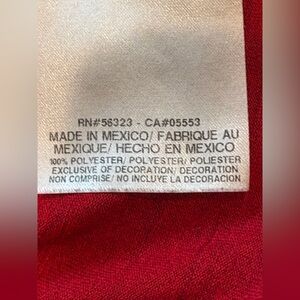 RN#56323 - CA#05553
MADE IN MEXICO/ FABRIQUE AU
MEXIQUE/ HECHO EN MEXICO
100% POLYESTER/ POLYESTER/ POLIESTER
EXCLUSIVE OF DECORATION/ DECORATION
NON COMPRISE/ NO INCLUYE LA DECORACION